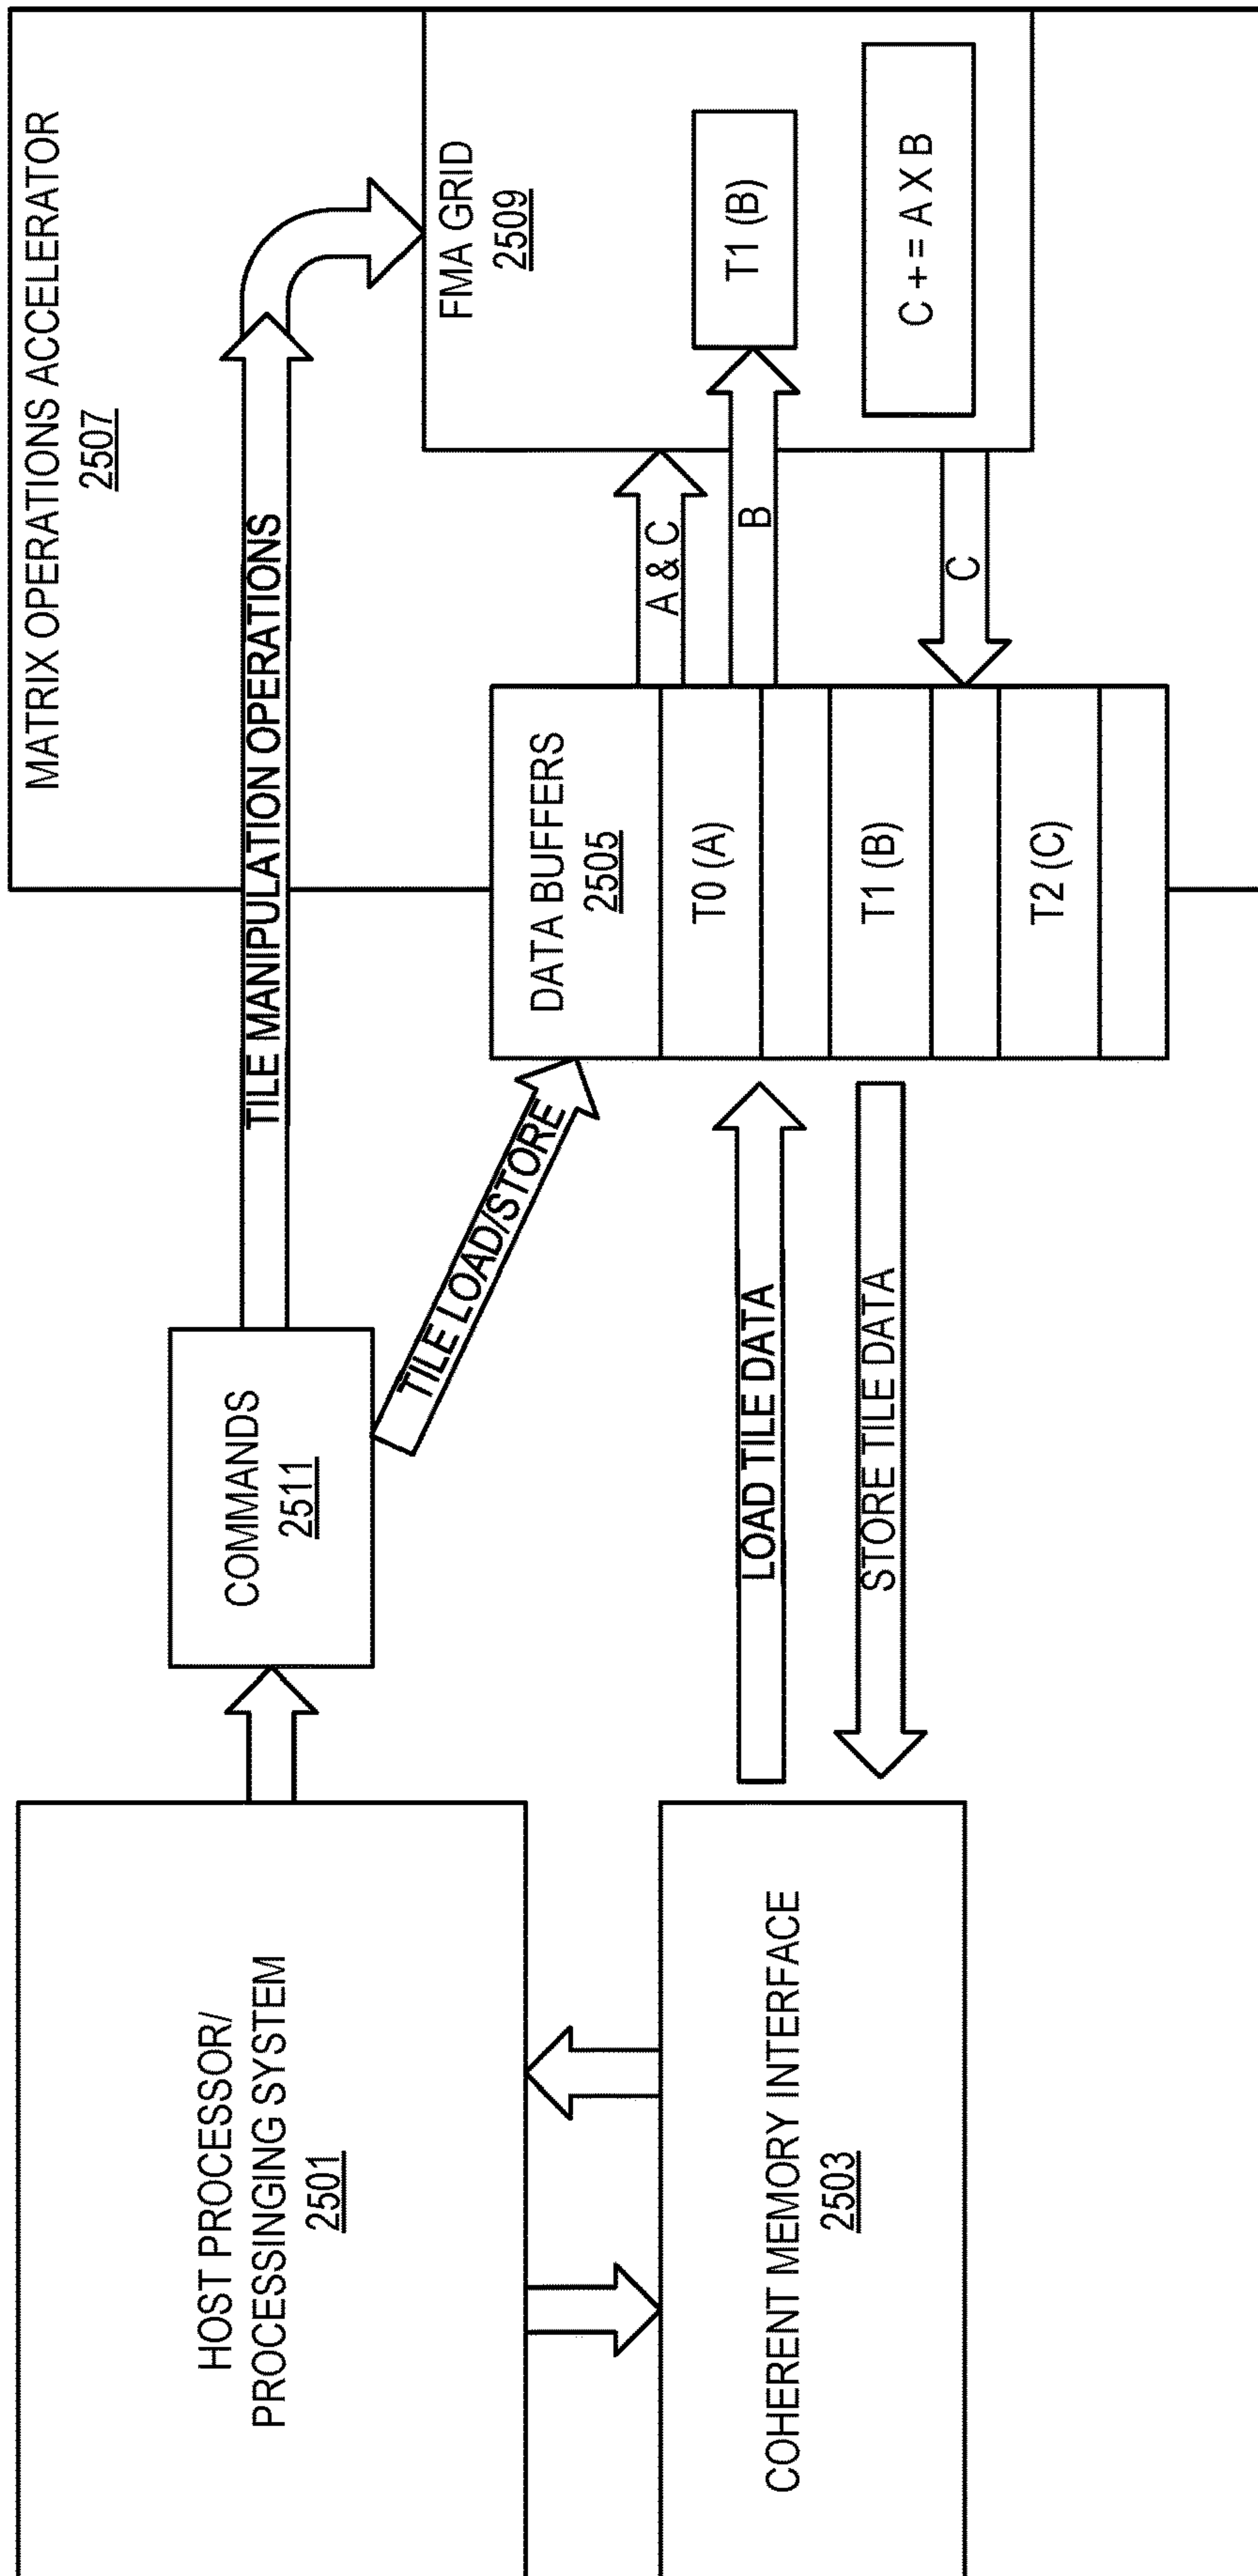 HOST PROCESSOR/
PROCESSINGING SYSTEM
2501
COHERENT MEMORY INTERFACE
2503
COMMANDS
2511
TILE MANIPULATION OPERATIONS
TILE LOAD/STORE
LOAD TILE DATA
STORE TILE DATA
DATA BUFFERS
2505
T0 (A)
T1 (B)
T2 (C)
MATRIX OPERATIONS ACCELERATOR
2507
A & C
B
C
FMA GRID
2509
T1 (B)
C + = A X B